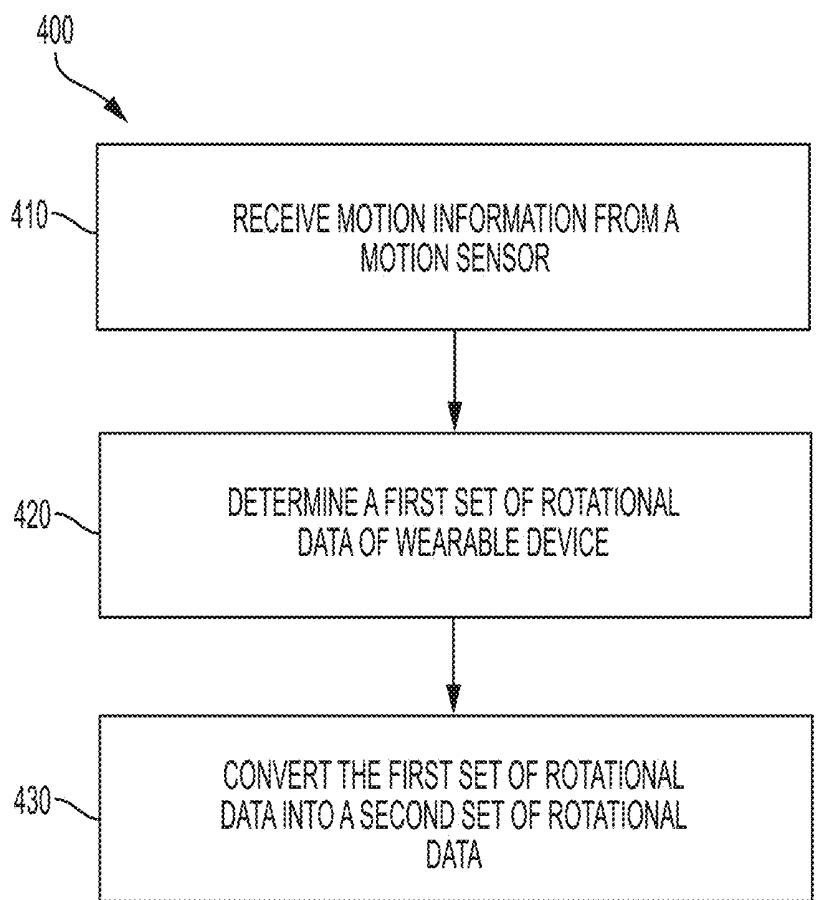 400
410
RECEIVE MOTION INFORMATION FROM A
MOTION SENSOR
420
DETERMINE A FIRST SET OF ROTATIONAL
DATA OF WEARABLE DEVICE
430
CONVERT THE FIRST SET OF ROTATIONAL
DATA INTO A SECOND SET OF ROTATIONAL
DATA